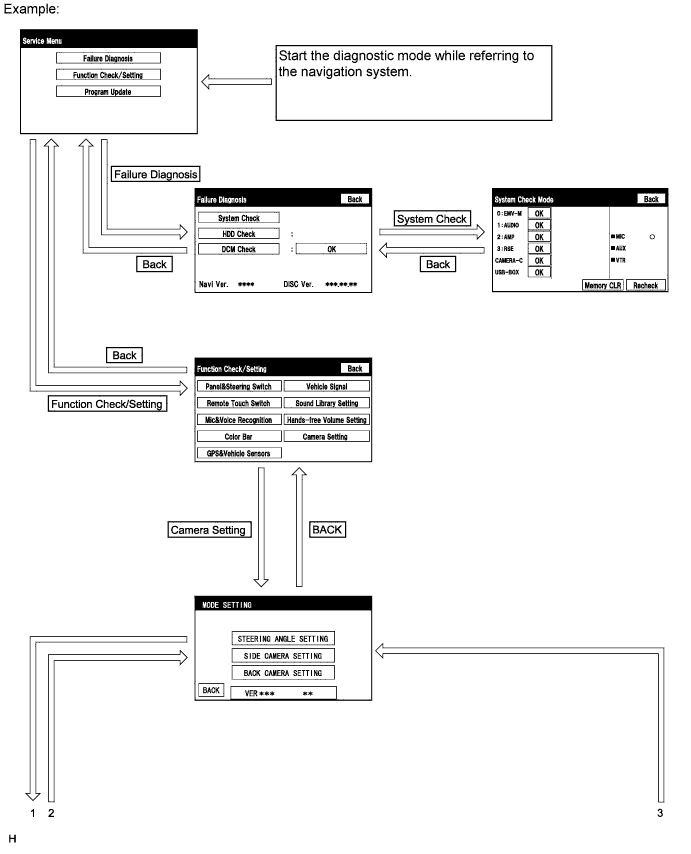 Example:
Service Menu
Failure Diagnosis
Function Check/Setting
Program Update
Start the diagnostic mode while referring to
the navigation system.
Failure Diagnosis
Back
Failure Diagnosis
Back
System Check
HDD Check :
DCM Check : OK
Navi Ver. **** DISC Ver. ***.**.**
System Check
Back
System Check Mode
Back
0:EMV-M OK
1:AUDIO OK
2:AMP OK
3:RSE OK
CAMERA-C OK
USB-BOX OK
■MIC ○
■AUX
■VTR
Memory CLR
Recheck
Back
Function Check/Setting
Function Check/Setting
Back
Panel&Steering Switch
Vehicle Signal
Remote Touch Switch
Sound Library Setting
Mic&Voice Recognition
Hands-free Volume Setting
Color Bar
Camera Setting
GPS&Vehicle Sensors
Camera Setting
BACK
MODE SETTING
STEERING ANGLE SETTING
SIDE CAMERA SETTING
BACK CAMERA SETTING
BACK
VER *** **
1 2 3
H